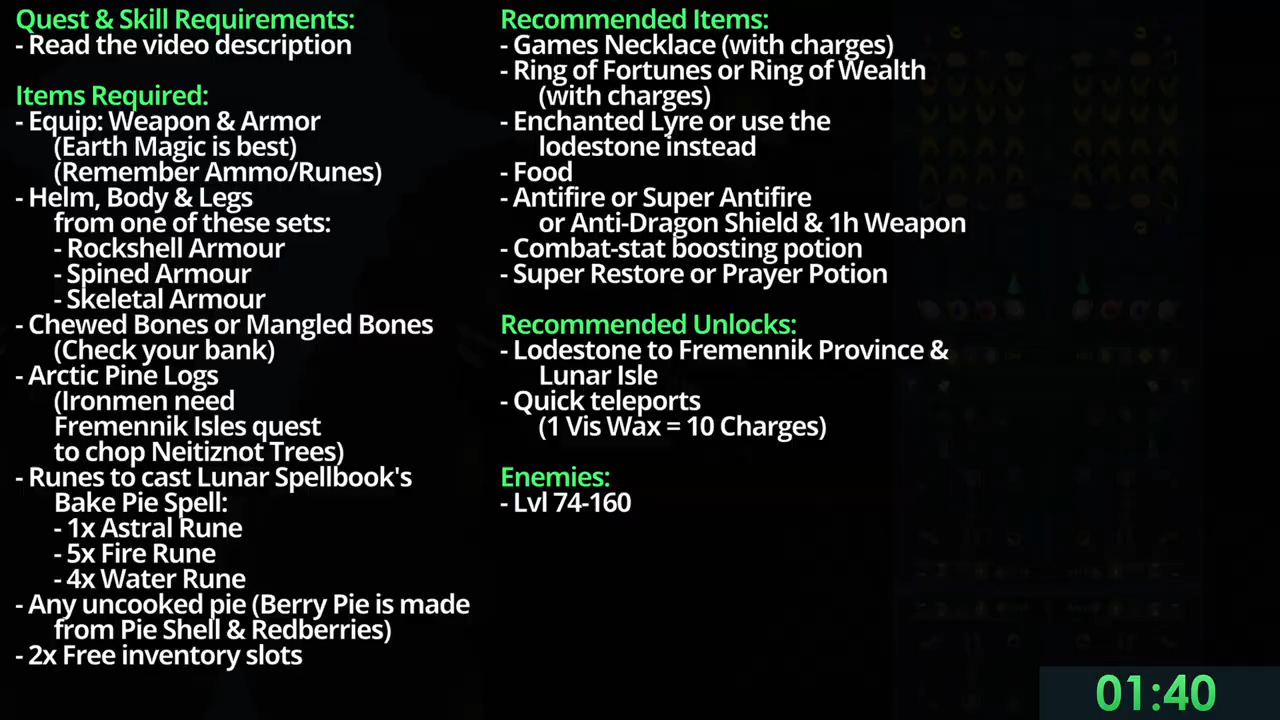 Quest & Skill Requirements:
- Read the video description
Items Required:
- Equip: Weapon & Armor
(Earth Magic is best)
(Remember Ammo/Runes)
- Helm, Body & Legs
from one of these sets:
- Rockshell Armour
- Spined Armour
- Skeletal Armour
- Chewed Bones or Mangled Bones
(Check your bank)
- Arctic Pine Logs
(Ironmen need
Fremennik Isles quest
to chop Neitiznot Trees)
- Runes to cast Lunar Spellbook's
Bake Pie Spell:
- 1x Astral Rune
- 5x Fire Rune
- 4x Water Rune
- Any uncooked pie (Berry Pie is made
from Pie Shell & Redberries)
- 2x Free inventory slots
Recommended Items:
- Games Necklace (with charges)
- Ring of Fortunes or Ring of Wealth
(with charges)
- Enchanted Lyre or use the
lodestone instead
- Food
- Antifire or Super Antifire
or Anti-Dragon Shield & 1h Weapon
- Combat-stat boosting potion
- Super Restore or Prayer Potion
Recommended Unlocks:
- Lodestone to Fremennik Province &
Lunar Isle
- Quick teleports
(1 Vis Wax = 10 Charges)
Enemies:
- Lvl 74-160
01:40